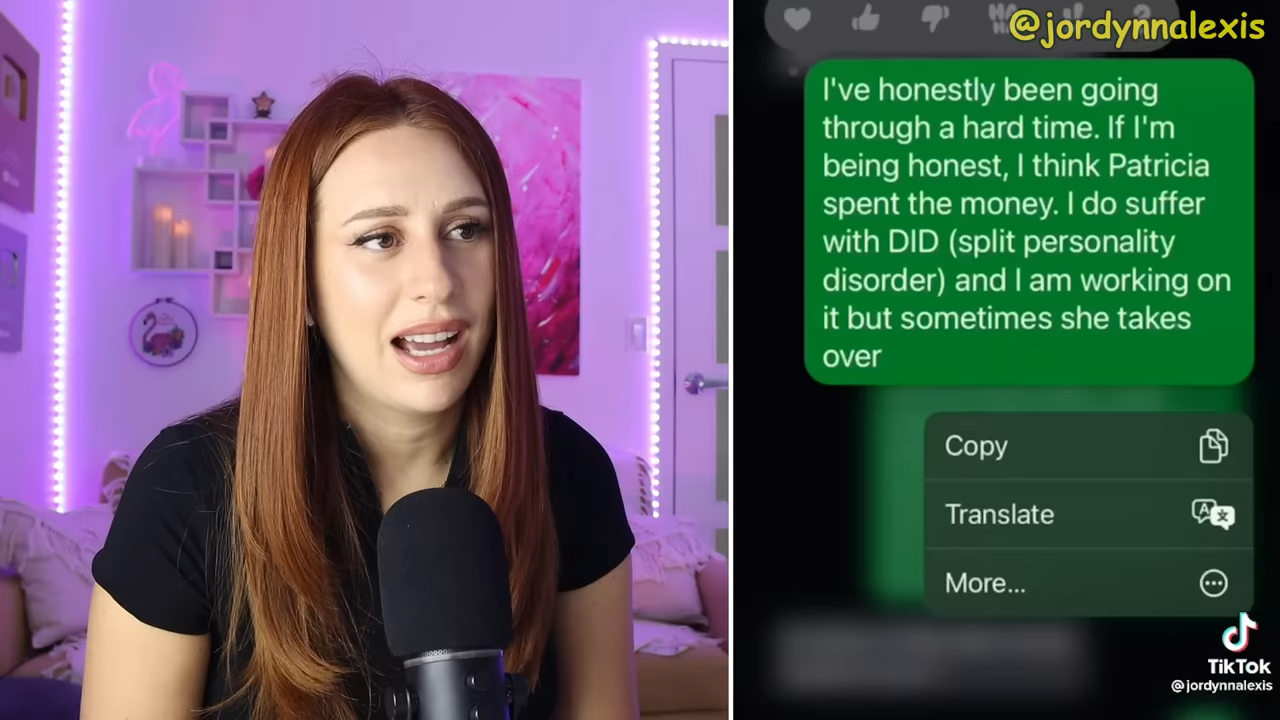 @jordynnalexis
I've honestly been going
through a hard time. If I'm
being honest, I think Patricia
spent the money. I do suffer
with DID (split personality
disorder) and I am working on
it but sometimes she takes
over
Copy
Translate
More...
TikTok
@jordynnalexis